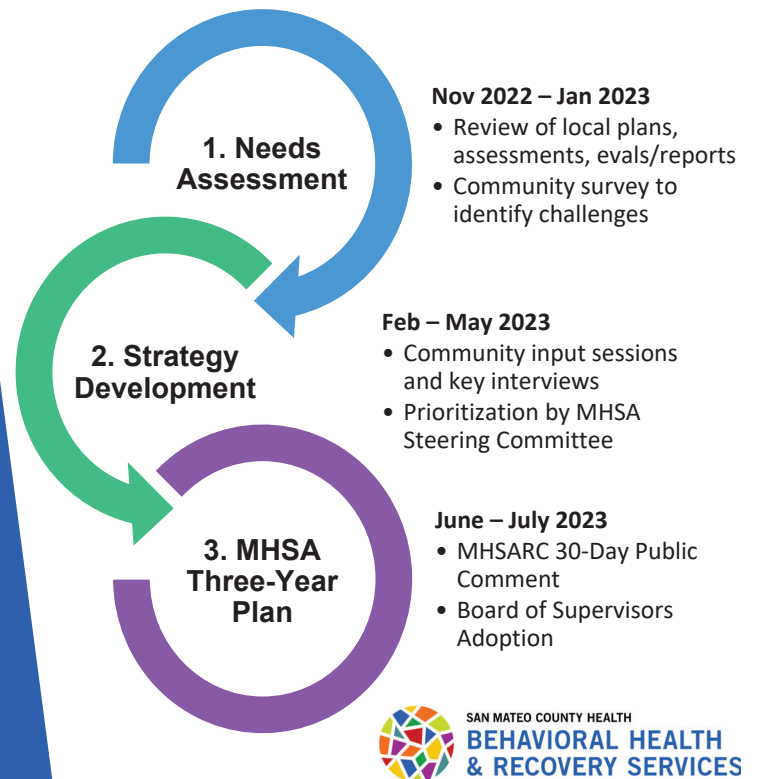 1. Needs
Assessment
Nov 2022 – Jan 2023
• Review of local plans,
assessments, evals/reports
• Community survey to
identify challenges
2. Strategy
Development
Feb – May 2023
• Community input sessions
and key interviews
• Prioritization by MHSA
Steering Committee
3. MHSA
Three-Year
Plan
June – July 2023
• MHSARC 30-Day Public
Comment
• Board of Supervisors
Adoption
SAN MATEO COUNTY HEALTH
BEHAVIORAL HEALTH
& RECOVERY SERVICES